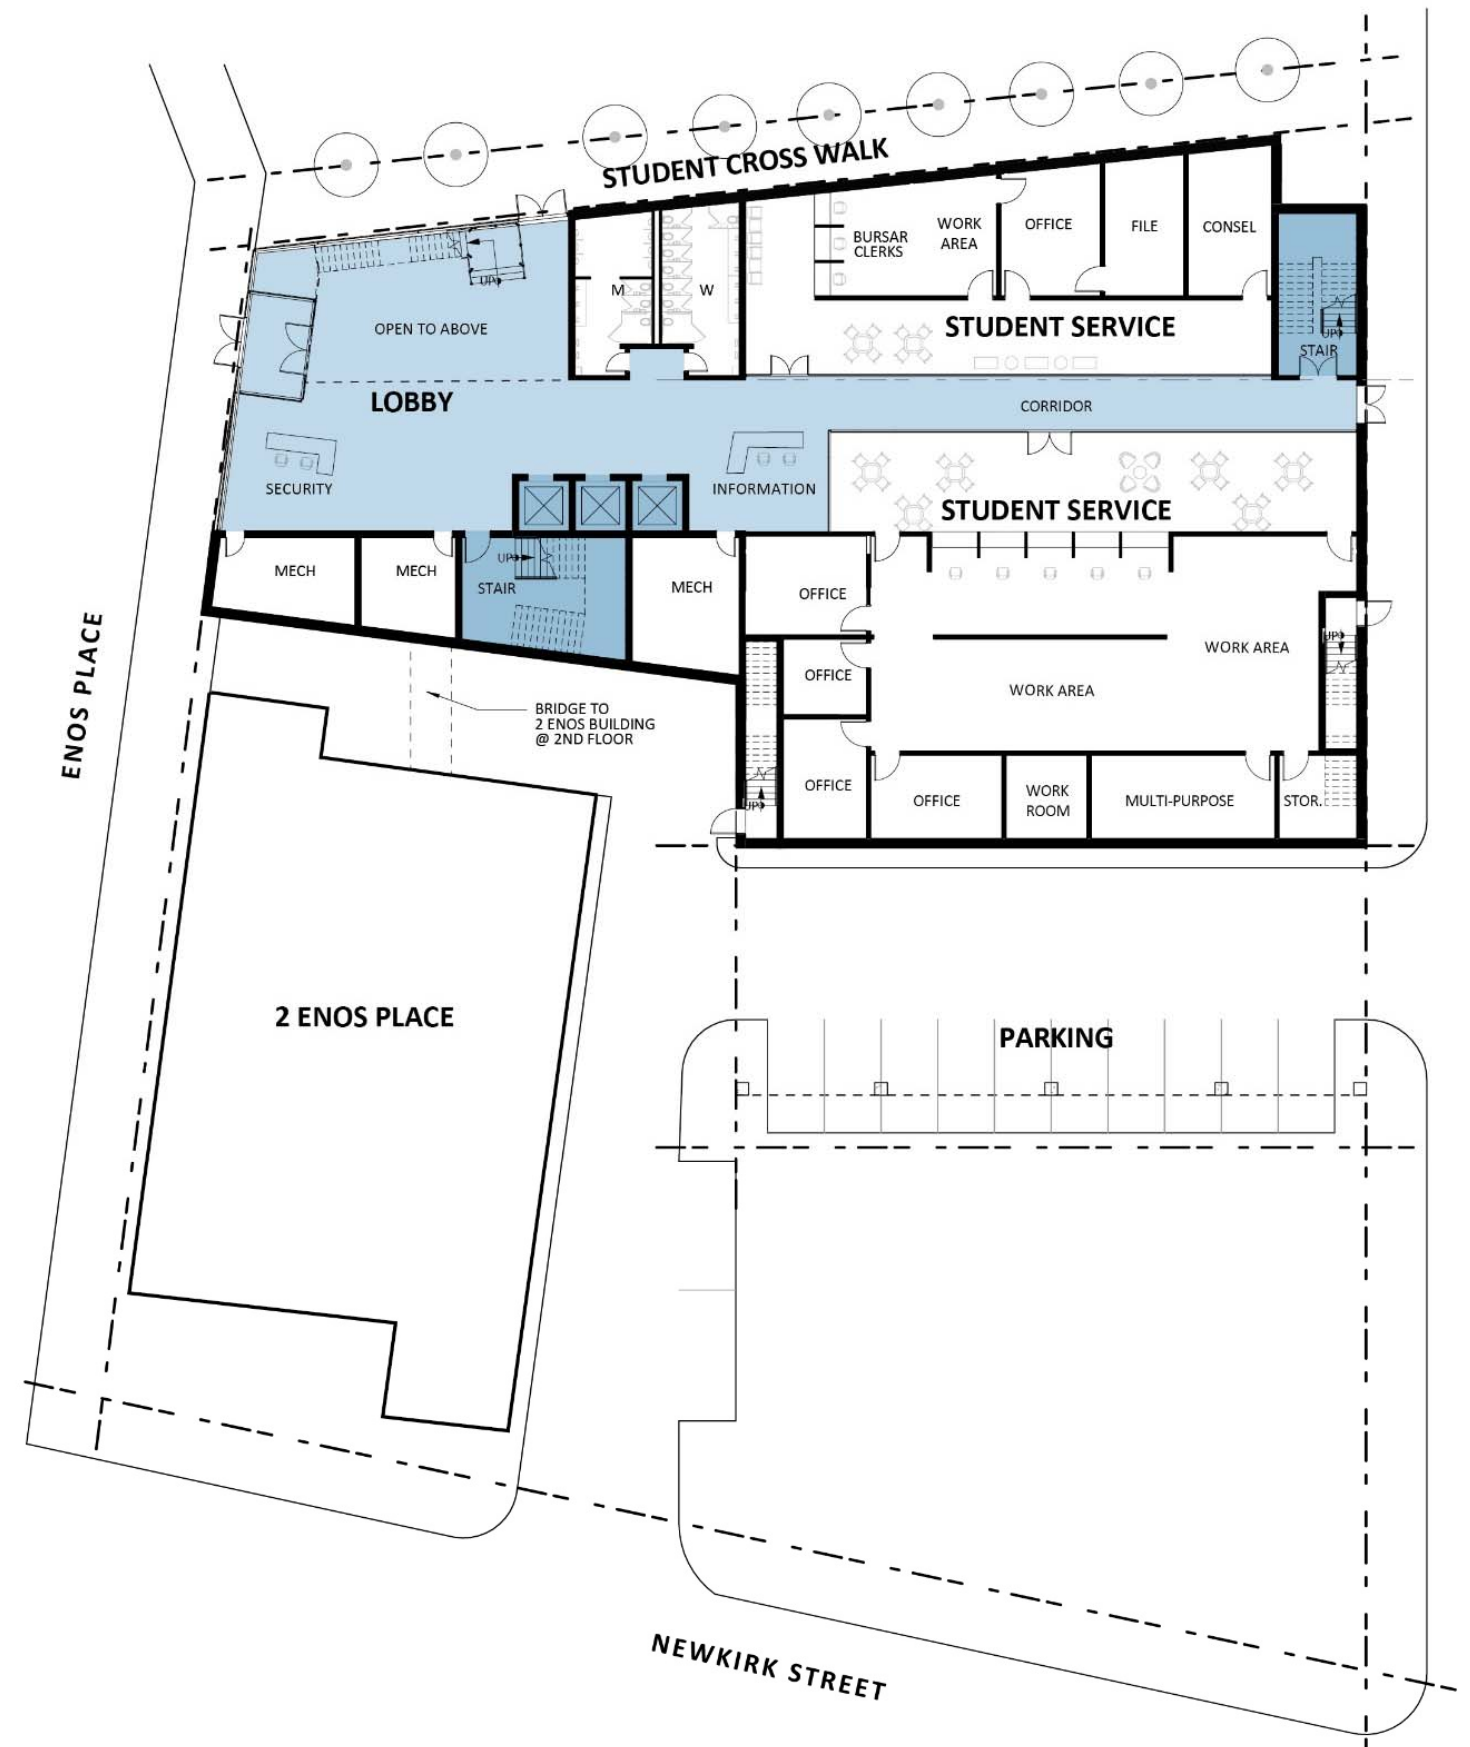 STUDENT CROSS WALK
BURSAR
CLERKS
WORK
AREA
OFFICE
FILE
CONSEL
M
W
UP
OPEN TO ABOVE
STUDENT SERVICE
UP
STAIR
LOBBY
CORRIDOR
SECURITY
INFORMATION
STUDENT SERVICE
MECH
MECH
UP
STAIR
MECH
OFFICE
UP
WORK AREA
OFFICE
WORK AREA
ENOS PLACE
BRIDGE TO
2 ENOS BUILDING
@ 2ND FLOOR
UP
OFFICE
OFFICE
WORK
ROOM
MULTI-PURPOSE
STOR.
2 ENOS PLACE
PARKING
NEWKIRK STREET